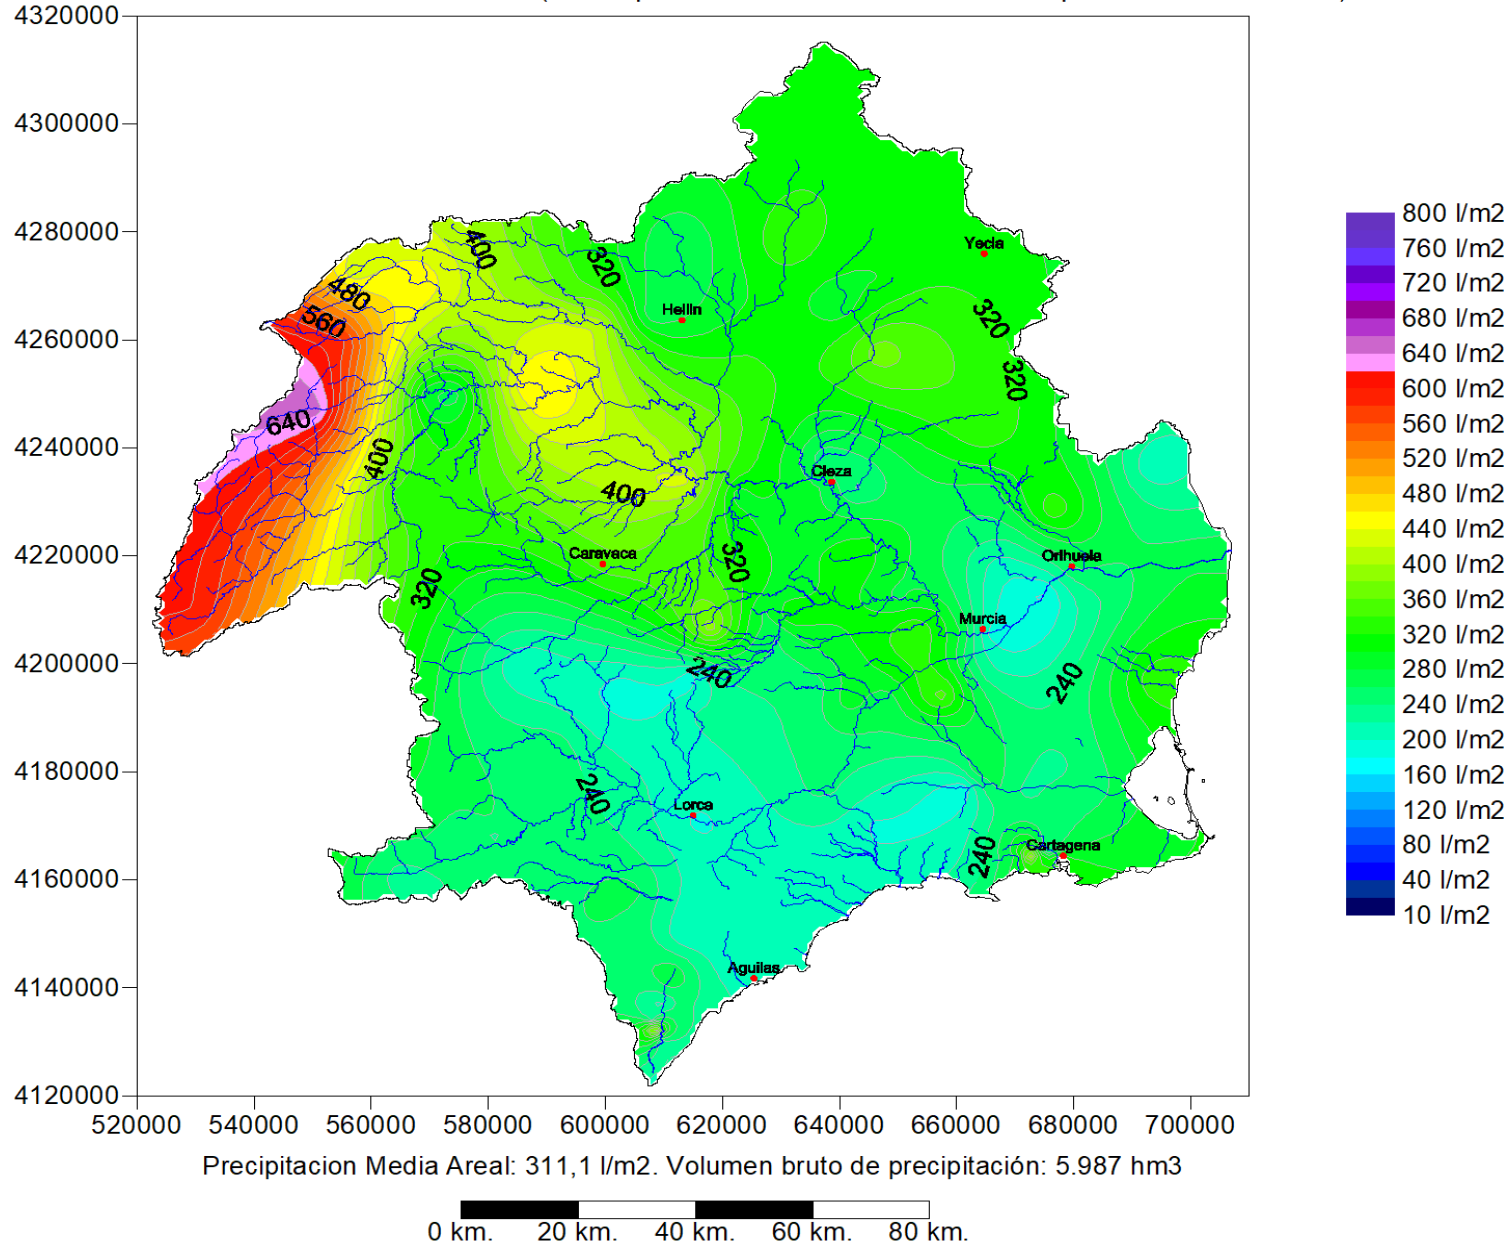 4320000
4300000
4280000
4260000
4240000
4220000
4200000
4180000
4160000
4140000
4120000
520000 540000 560000 580000 600000 620000 640000 660000 680000 700000
400
320
480
560
640
400
400
320
320
320
320
240
240
240
240
Yecla
Hellin
Cieza
Caravaca
Orihuela
Murcia
Lorca
Cartagena
Aguilas
800 l/m2
760 l/m2
720 l/m2
680 l/m2
640 l/m2
600 l/m2
560 l/m2
520 l/m2
480 l/m2
440 l/m2
400 l/m2
360 l/m2
320 l/m2
280 l/m2
240 l/m2
200 l/m2
160 l/m2
120 l/m2
80 l/m2
40 l/m2
10 l/m2
Precipitacion Media Areal: 311,1 l/m2. Volumen bruto de precipitación: 5.987 hm3
0 km. 20 km. 40 km. 60 km. 80 km.